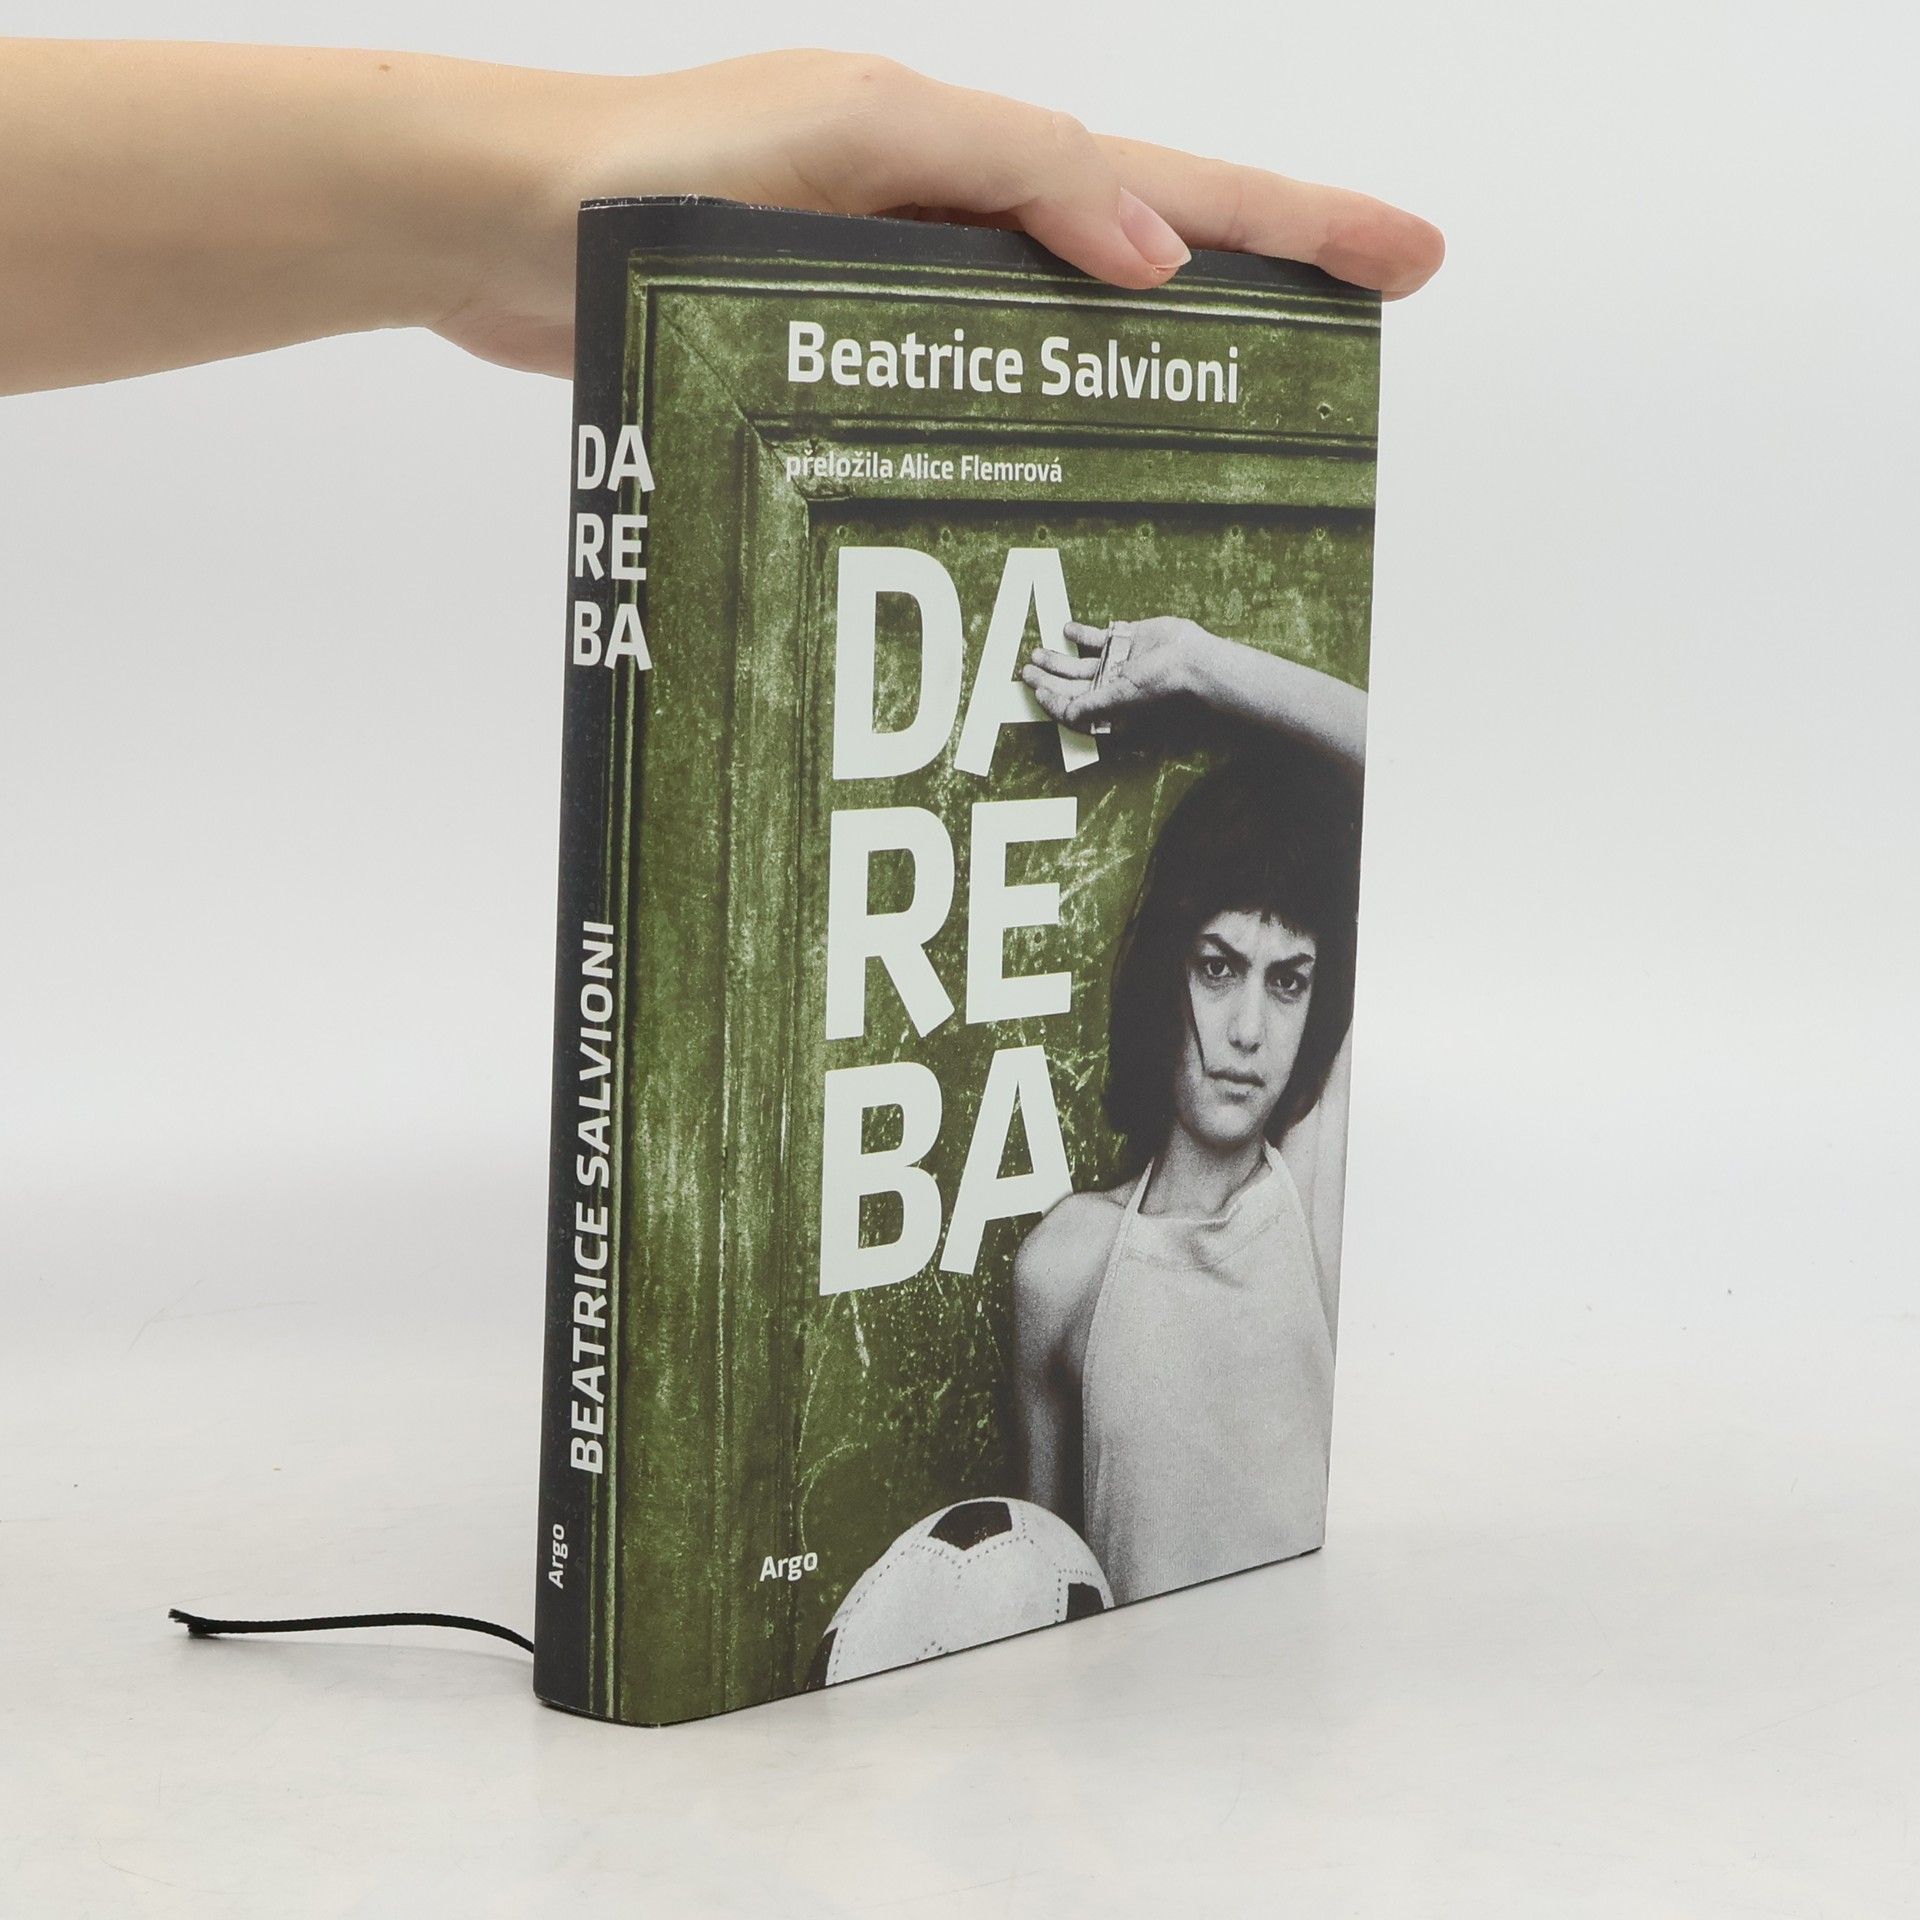 Beatrice Salvioni
přeložila Alice Flemrová
DA
RE
BA
Argo
DA
RE
BA
BEATRICE SALVIONI
Argo